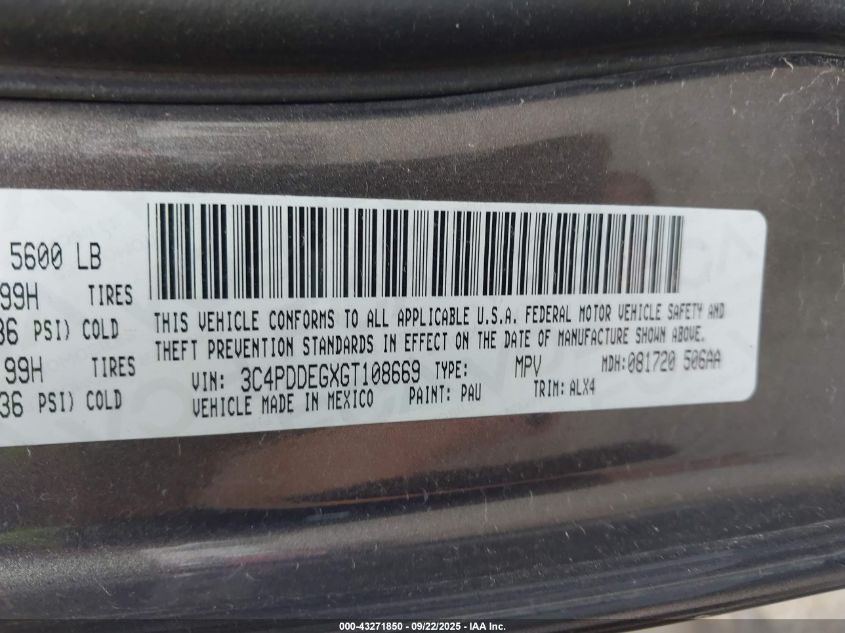 5600 LB
99H TIRES
36 PSI) COLD
99H TIRES
36 PSI) COLD
THIS VEHICLE CONFORMS TO ALL APPLICABLE U.S.A. FEDERAL MOTOR VEHICLE SAFETY AND
THEFT PREVENTION STANDARDS IN EFFECT ON THE DATE OF MANUFACTURE SHOWN ABOVE.
VIN: 3C4PDDEGXGT108669 TYPE: MPV MDH:081720 506AA
VEHICLE MADE IN MEXICO PAINT: PAU TRIM: ALX4
000-43271850 - 09/22/2025 - IAA Inc.